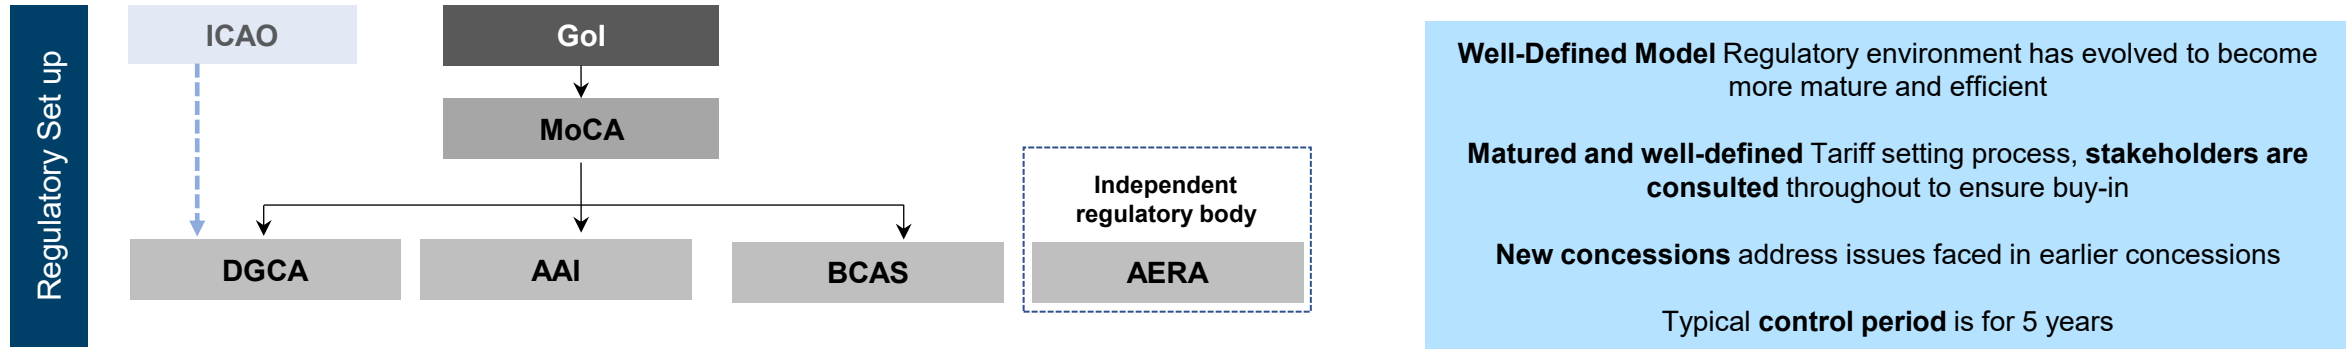 Regulatory Set up
ICAO
GoI
MoCA
DGCA
AAI
BCAS
Independent
regulatory body
AERA
Well-Defined Model Regulatory environment has evolved to become
more mature and efficient
Matured and well-defined Tariff setting process, stakeholders are
consulted throughout to ensure buy-in
New concessions address issues faced in earlier concessions
Typical control period is for 5 years